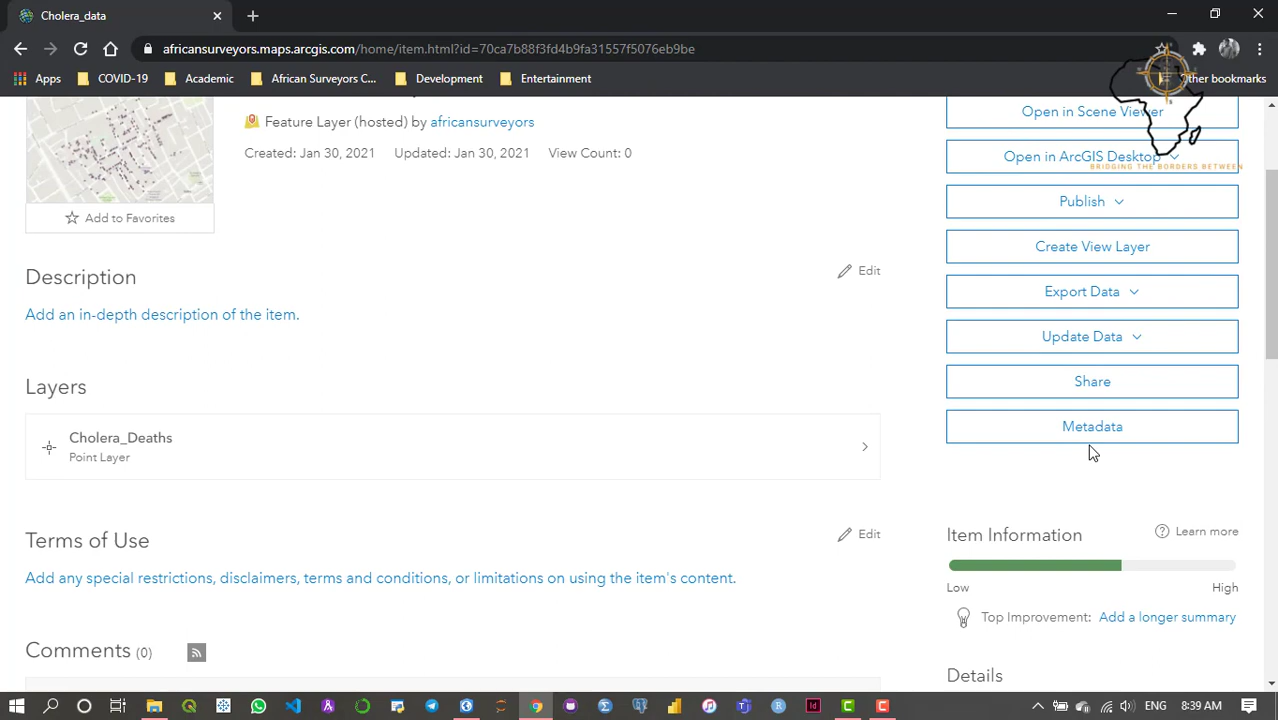 Cholera_data
africansurveyors.maps.arcgis.com/home/item.html?id=70ca7b88f3fd4b9fa31557f5076eb9be
Apps COVID-19 Academic African Surveyors C... Development Entertainment Other bookmarks
Feature Layer (hosted) by africansurveyors
Created: Jan 30, 2021 Updated: Jan 30, 2021 View Count: 0
Add to Favorites
Open in Scene Viewer
Open in ArcGIS Desktop
BRIDGING THE BORDERS BETWEEN
Publish
Create View Layer
Export Data
Update Data
Share
Metadata
Description
Edit
Add an in-depth description of the item.
Layers
Cholera_Deaths
Point Layer
Terms of Use
Edit
Add any special restrictions, disclaimers, terms and conditions, or limitations on using the item's content.
Comments (0)
Item Information
Learn more
Low High
Top Improvement: Add a longer summary
Details
ENG 8:39 AM